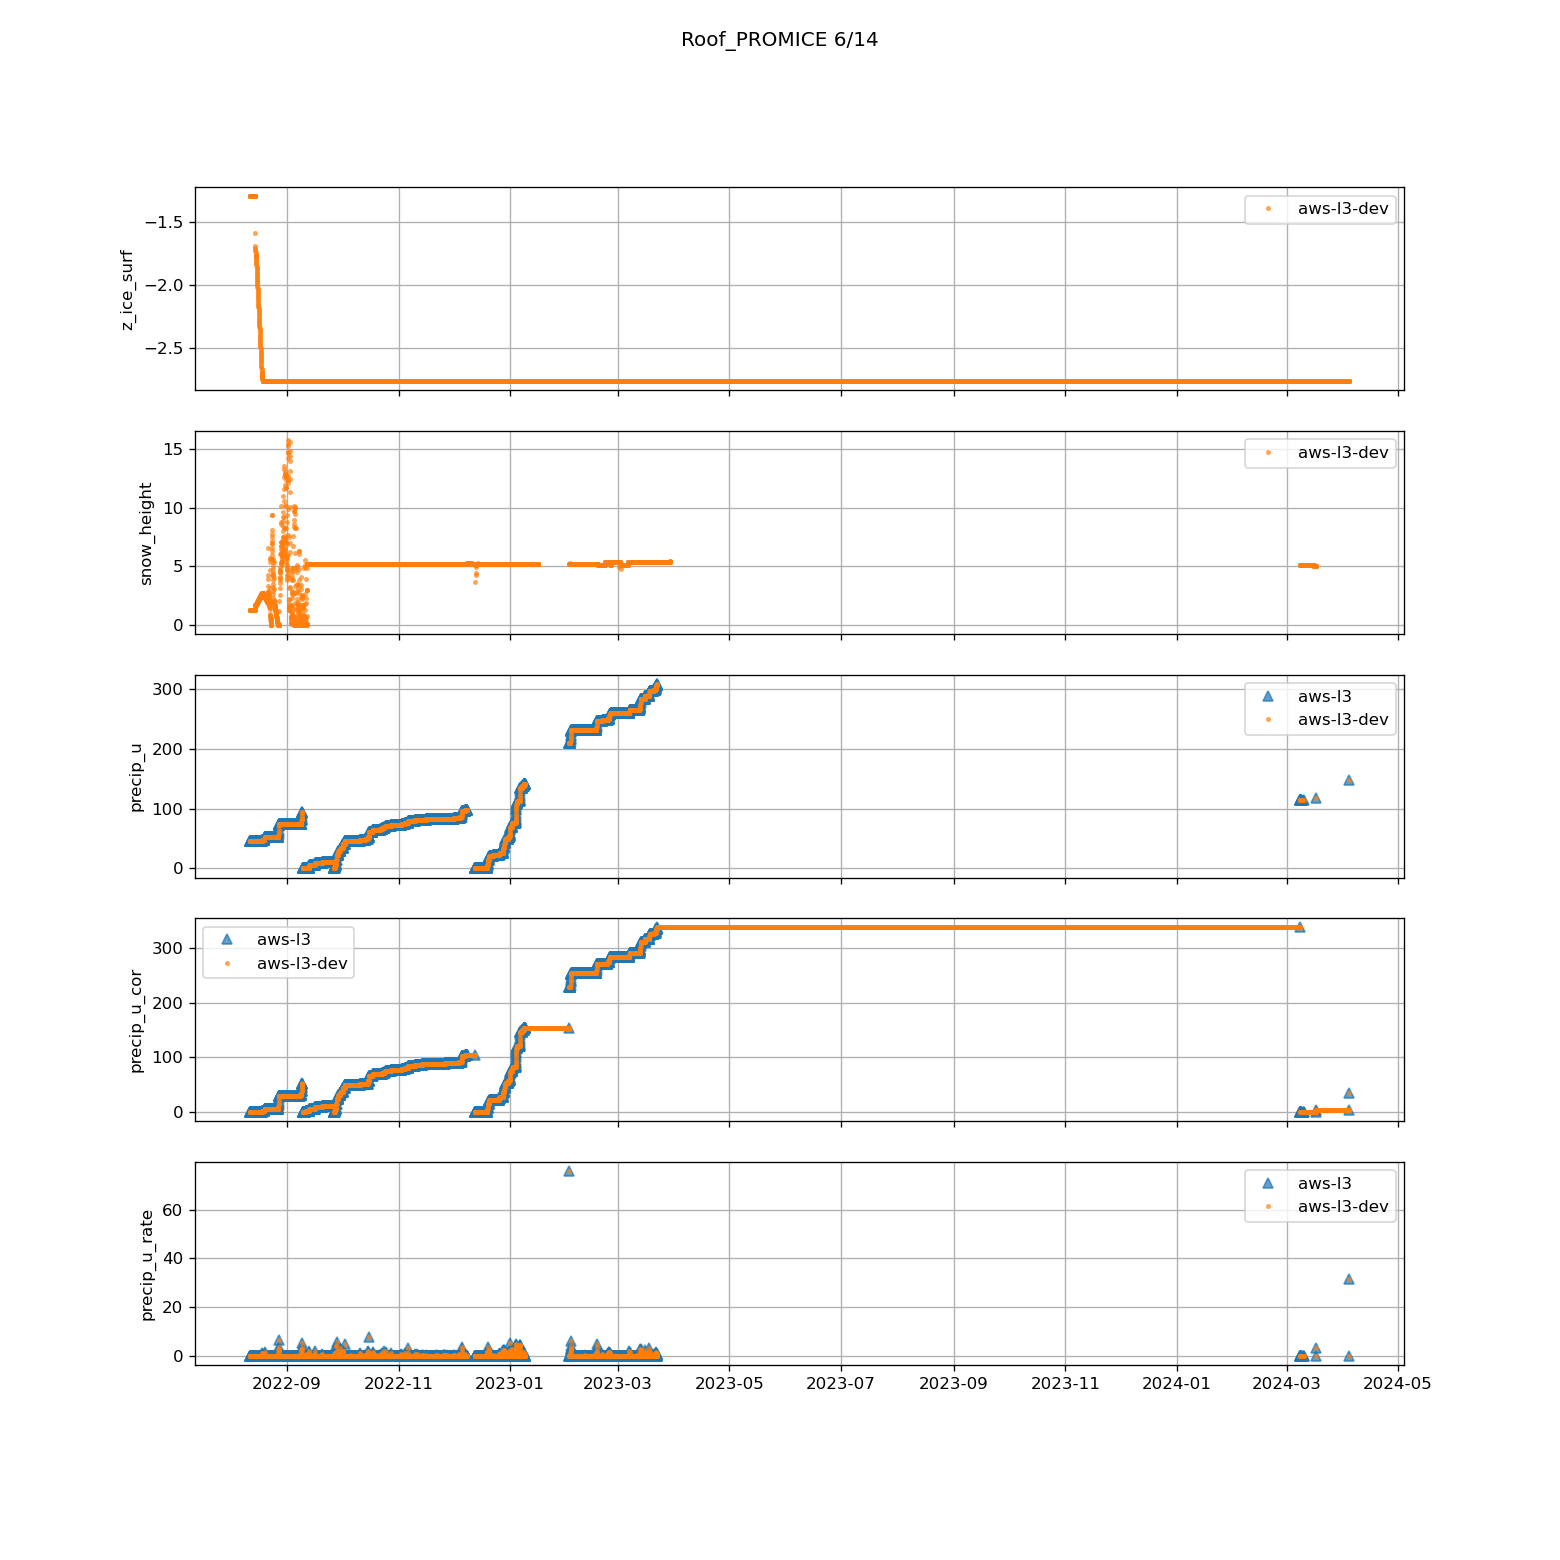 Roof_PROMICE 6/14
z_ice_surf
−1.5
−2.0
−2.5
aws-l3-dev
snow_height
15
10
5
0
aws-l3-dev
precip_u
300
200
100
0
aws-l3
aws-l3-dev
precip_u_cor
300
200
100
0
aws-l3
aws-l3-dev
precip_u_rate
60
40
20
0
aws-l3
aws-l3-dev
2022-09 2022-11 2023-01 2023-03 2023-05 2023-07 2023-09 2023-11 2024-01 2024-03 2024-05